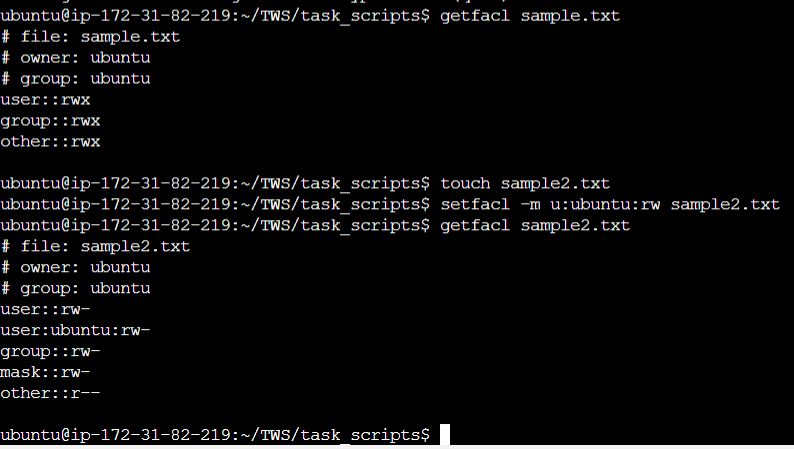 ubuntu@ip-172-31-82-219:~/TWS/task_scripts$ getfacl sample.txt
# file: sample.txt
# owner: ubuntu
# group: ubuntu
user::rwx
group::rwx
other::rwx
ubuntu@ip-172-31-82-219:~/TWS/task_scripts$ touch sample2.txt
ubuntu@ip-172-31-82-219:~/TWS/task_scripts$ setfacl -m u:ubuntu:rw sample2.txt
ubuntu@ip-172-31-82-219:~/TWS/task_scripts$ getfacl sample2.txt
# file: sample2.txt
# owner: ubuntu
# group: ubuntu
user::rw-
user:ubuntu:rw-
group::rw-
mask::rw-
other::r--
ubuntu@ip-172-31-82-219:~/TWS/task_scripts$